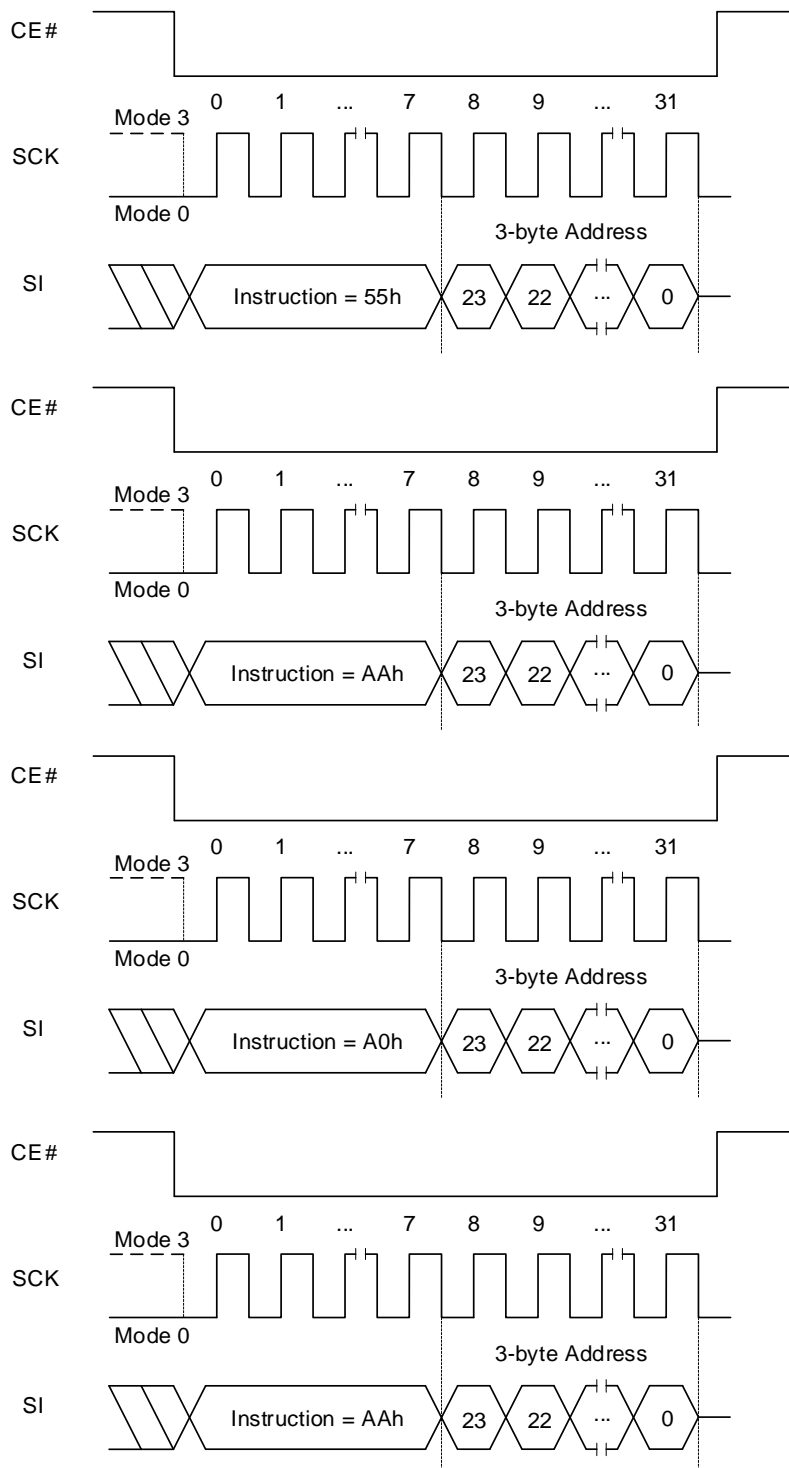 CE#
0 1 ... 7 8 9 ... 31
Mode 3
SCK
Mode 0
3-byte Address
SI
Instruction = 55h 23 22 ... 0
CE#
0 1 ... 7 8 9 ... 31
Mode 3
SCK
Mode 0
3-byte Address
SI
Instruction = AAh 23 22 ... 0
CE#
0 1 ... 7 8 9 ... 31
Mode 3
SCK
Mode 0
3-byte Address
SI
Instruction = A0h 23 22 ... 0
CE#
0 1 ... 7 8 9 ... 31
Mode 3
SCK
Mode 0
3-byte Address
SI
Instruction = AAh 23 22 ... 0